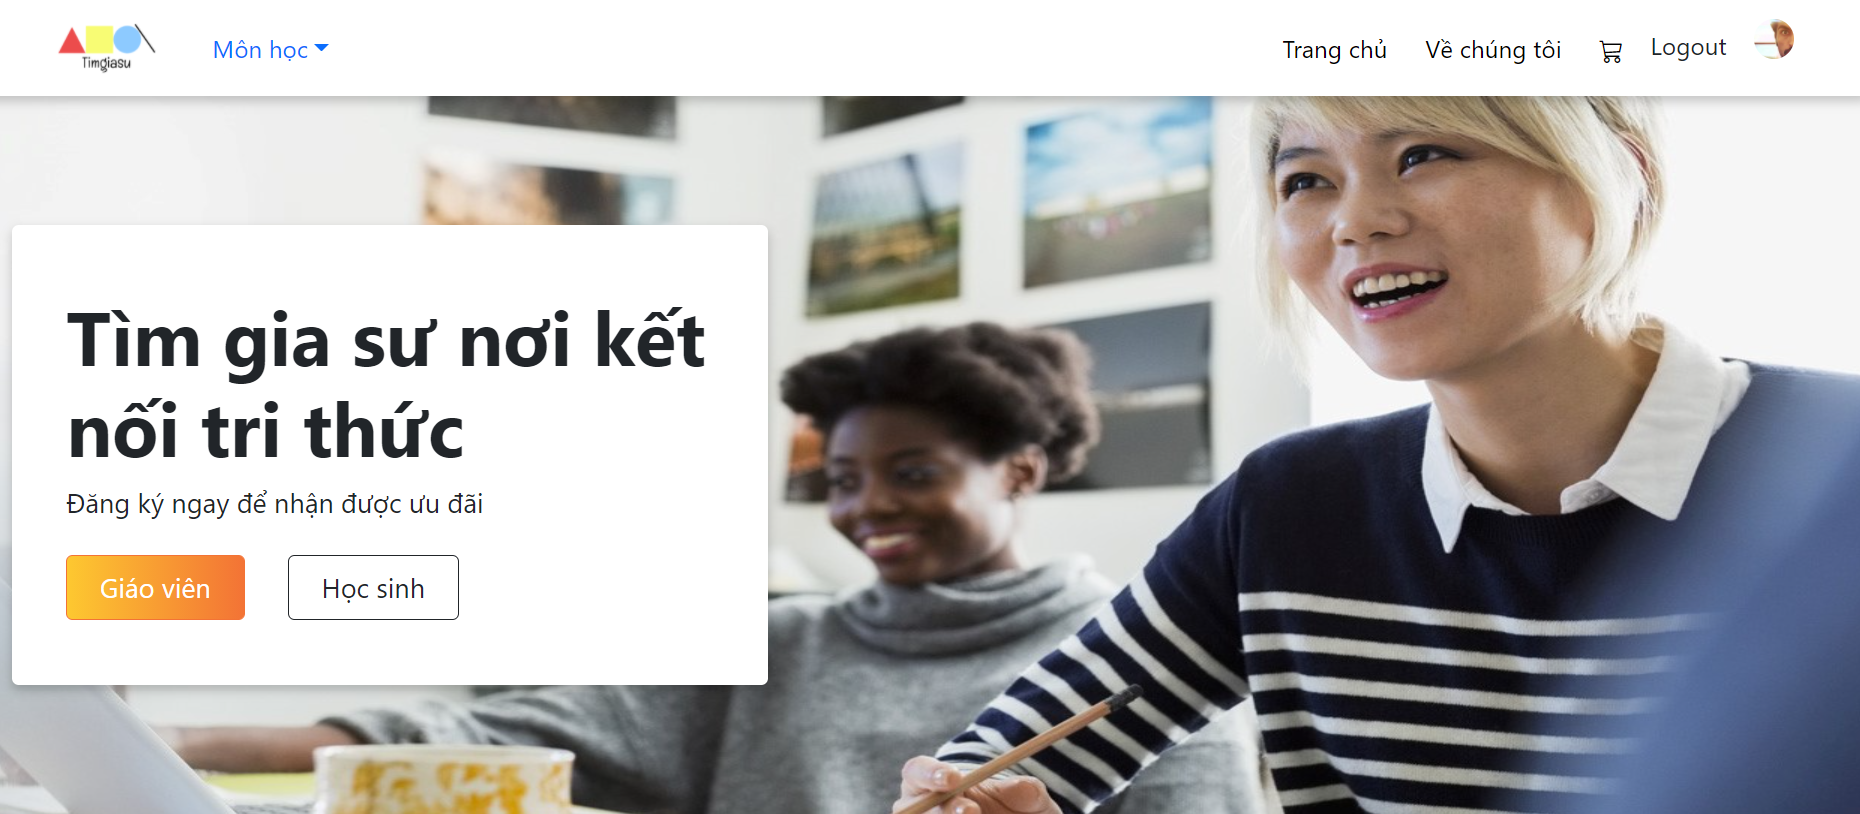 Timgiasu
Môn học
Trang chủ
Về chúng tôi
Logout
Tìm gia sư nơi kết
nối tri thức
Đăng ký ngay để nhận được ưu đãi
Giáo viên
Học sinh